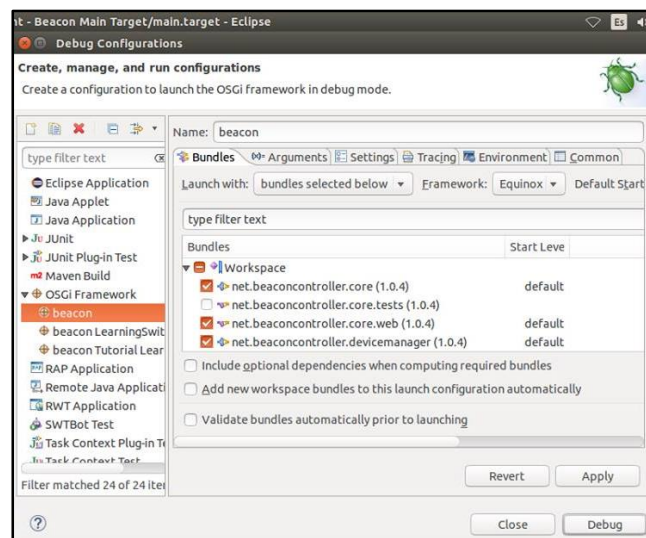 nt - Beacon Main Target/main.target - Eclipse
Es
Debug Configurations
Create, manage, and run configurations
Create a configuration to launch the OSGi framework in debug mode.
Name: beacon
type filter text
Bundles
Arguments
Settings
Tracing
Environment
Common
Launch with: bundles selected below
Framework: Equinox
Default Start
type filter text
Bundles
Start Leve
Workspace
net.beaconcontroller.core (1.0.4) default
net.beaconcontroller.core.tests (1.0.4)
net.beaconcontroller.core.web (1.0.4) default
net.beaconcontroller.devicemanager (1.0.4) default
Include optional dependencies when computing required bundles
Add new workspace bundles to this launch configuration automatically
Validate bundles automatically prior to launching
Eclipse Application
Java Applet
Java Application
Ju JUnit
JUnit Plug-in Test
m2 Maven Build
OSGi Framework
beacon
beacon LearningSwit
beacon Tutorial Lear
RAP Application
Remote Java Applicati
RWT Application
SWTBot Test
Task Context Plug-in Te
Ju Task Context Test
Filter matched 24 of 24 iter
Revert
Apply
Close
Debug